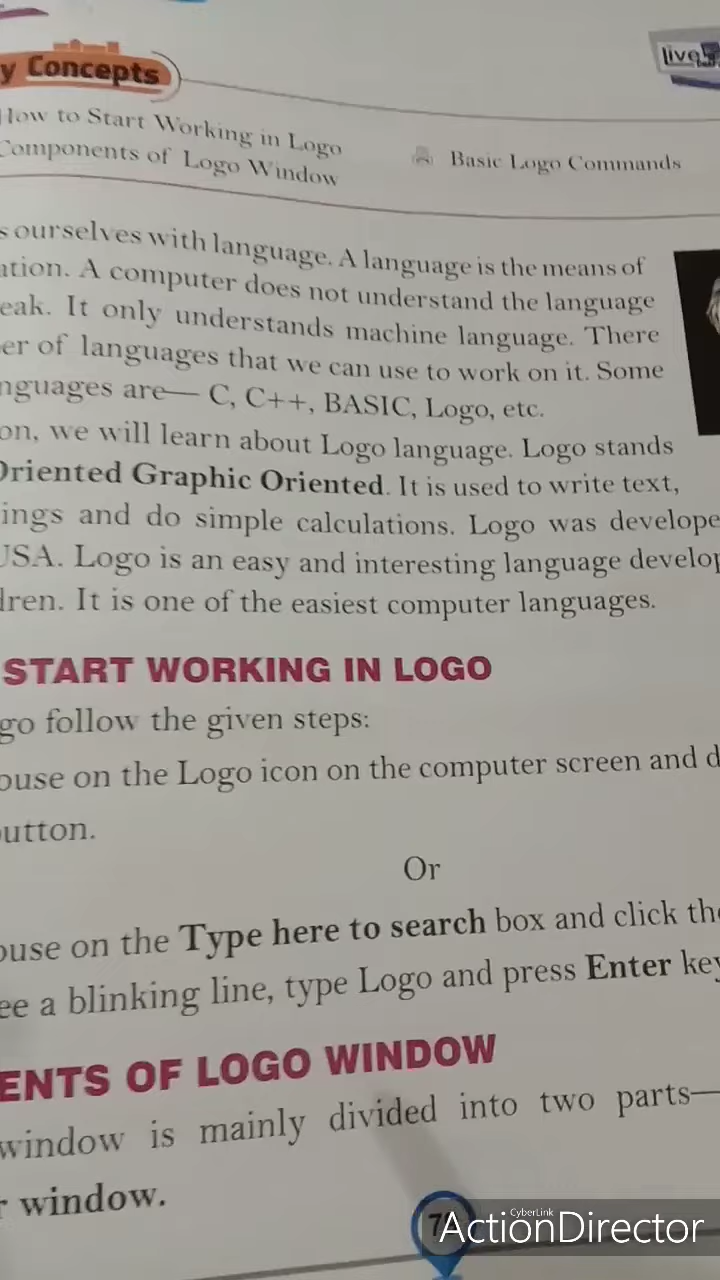 y Concepts
live
How to Start Working in Logo
Components of Logo Window
Basic Logo Commands
s ourselves with language. A language is the means of
ation. A computer does not understand the language
eak. It only understands machine language. There
er of languages that we can use to work on it. Some
nguages are— C, C++, BASIC, Logo, etc.
on, we will learn about Logo language. Logo stands
Oriented Graphic Oriented. It is used to write text,
ings and do simple calculations. Logo was develope
USA. Logo is an easy and interesting language develop
dren. It is one of the easiest computer languages.
START WORKING IN LOGO
go follow the given steps:
ouse on the Logo icon on the computer screen and d
utton.
Or
ouse on the Type here to search box and click the
ee a blinking line, type Logo and press Enter key
ENTS OF LOGO WINDOW
window is mainly divided into two parts—
r window.
CyberLink
ActionDirector